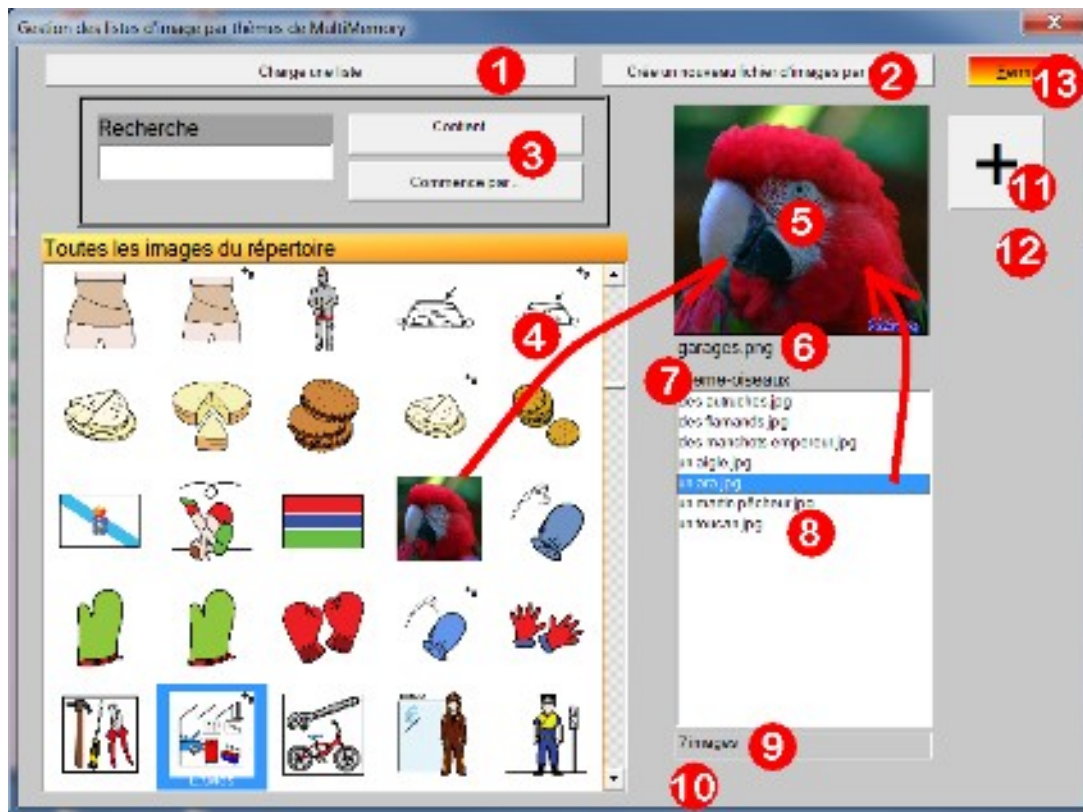 Gestion des listes d'image par thèmes de MultiMemory
X
Charge une liste
1
Crée un nouveau fichier d'images par
2
13
Recherche
Contient
3
Commence par...
+
11
12
5
Toutes les images du répertoire
4
garages.png
6
7
eme-oiseaux
des autruches.jpg
des flamands.jpg
des manchots empereur.jpg
un aigle.jpg
un ara.jpg
un martin pêcheur.jpg
un toucan.jpg
8
7 images
9
10